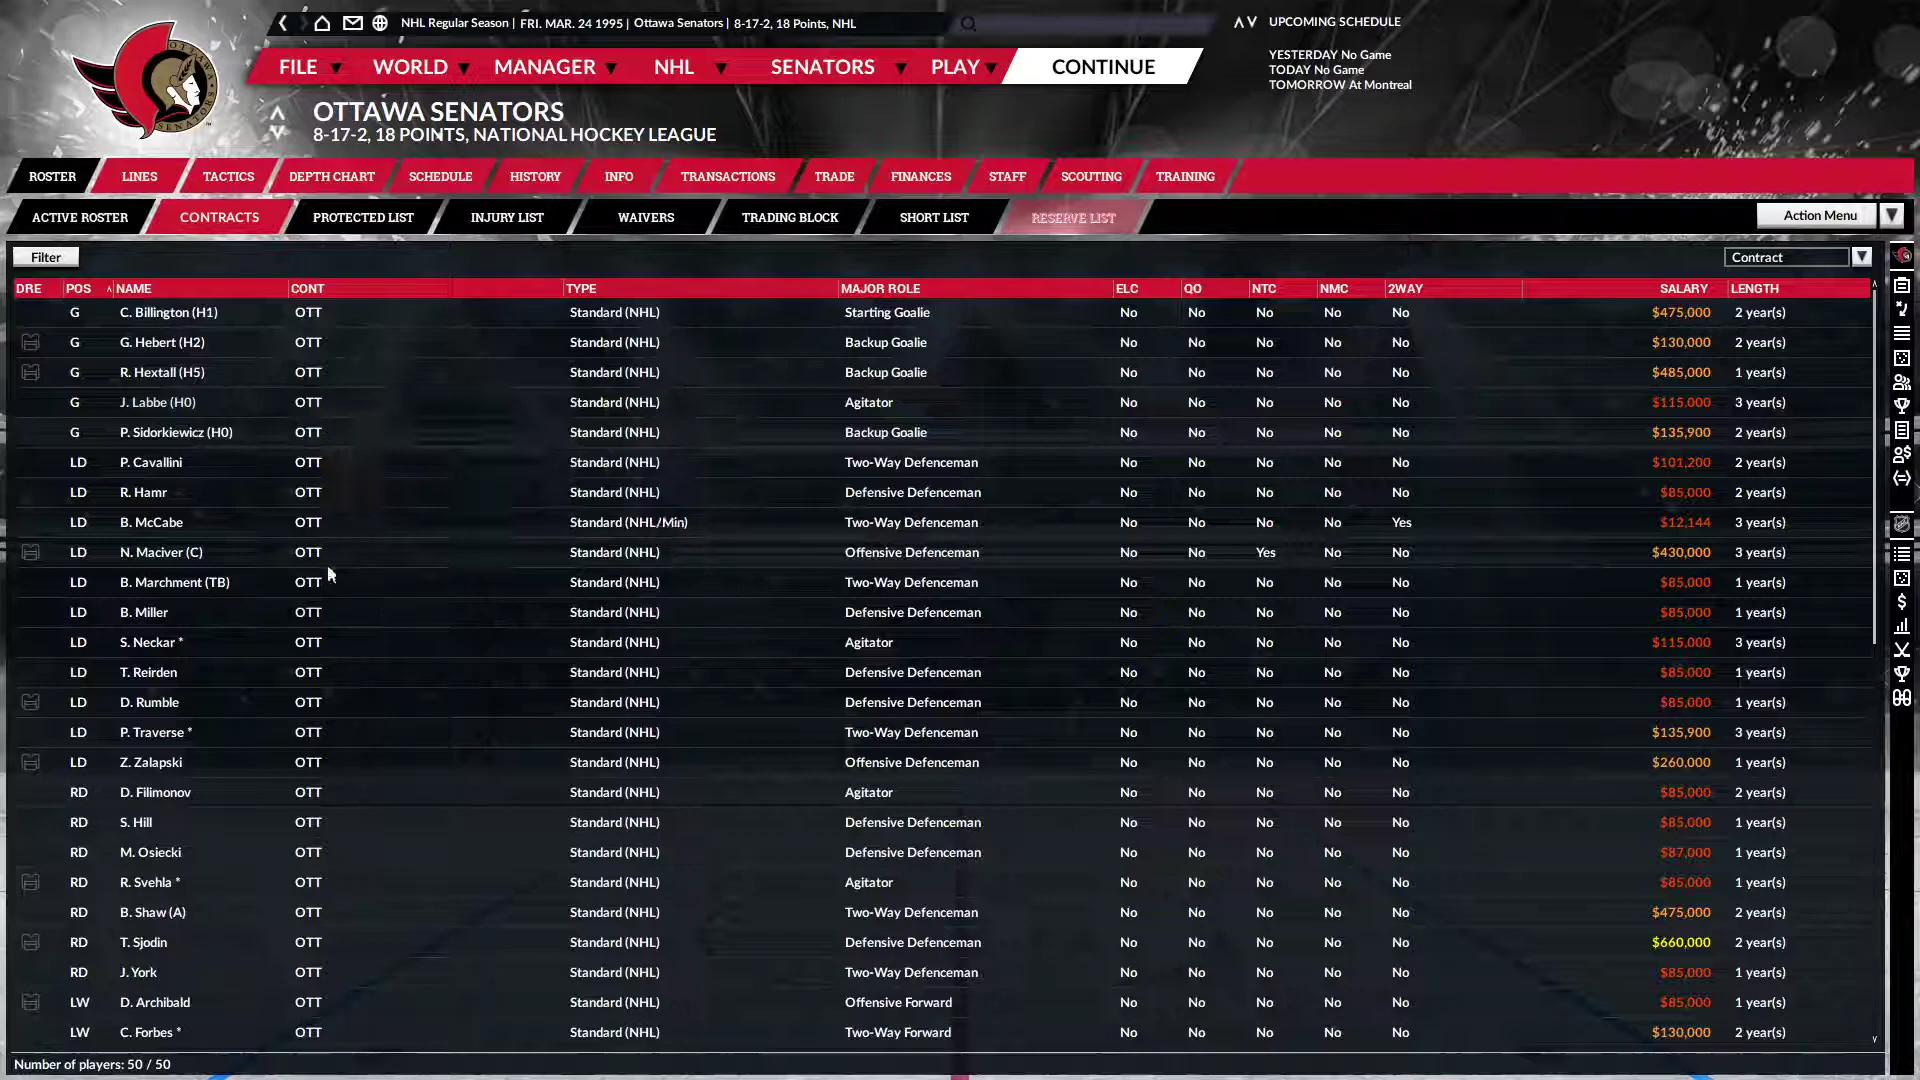 NHL Regular Season | FRI. MAR. 24 1995 | Ottawa Senators | 8-17-2, 18 Points, NHL
UPCOMING SCHEDULE
YESTERDAY No Game
TODAY No Game
TOMORROW At Montreal
FILE WORLD MANAGER NHL SENATORS PLAY CONTINUE
OTTAWA SENATORS
8-17-2, 18 POINTS, NATIONAL HOCKEY LEAGUE
ROSTER LINES TACTICS DEPTH CHART SCHEDULE HISTORY INFO TRANSACTIONS TRADE FINANCES STAFF SCOUTING TRAINING
ACTIVE ROSTER CONTRACTS PROTECTED LIST INJURY LIST WAIVERS TRADING BLOCK SHORT LIST RESERVE LIST Action Menu
Filter Contract
DRE POS NAME CONT TYPE MAJOR ROLE ELC QO NTC NMC 2WAY SALARY LENGTH
G C. Billington (H1) OTT Standard (NHL) Starting Goalie No No No No No $475,000 2 year(s)
G G. Hebert (H2) OTT Standard (NHL) Backup Goalie No No No No No $130,000 2 year(s)
G R. Hextall (H5) OTT Standard (NHL) Backup Goalie No No No No No $485,000 1 year(s)
G J. Labbe (H0) OTT Standard (NHL) Agitator No No No No No $115,000 3 year(s)
G P. Sidorkiewicz (H0) OTT Standard (NHL) Backup Goalie No No No No No $135,900 2 year(s)
LD P. Cavallini OTT Standard (NHL) Two-Way Defenceman No No No No No $101,200 2 year(s)
LD R. Hamr OTT Standard (NHL) Defensive Defenceman No No No No No $85,000 2 year(s)
LD B. McCabe OTT Standard (NHL/Min) Two-Way Defenceman No No No No Yes $12,144 3 year(s)
LD N. Maciver (C) OTT Standard (NHL) Offensive Defenceman No No Yes No No $430,000 3 year(s)
LD B. Marchment (TB) OTT Standard (NHL) Two-Way Defenceman No No No No No $85,000 1 year(s)
LD B. Miller OTT Standard (NHL) Defensive Defenceman No No No No No $85,000 1 year(s)
LD S. Neckar * OTT Standard (NHL) Agitator No No No No No $115,000 3 year(s)
LD T. Reirden OTT Standard (NHL) Defensive Defenceman No No No No No $85,000 1 year(s)
LD D. Rumble OTT Standard (NHL) Defensive Defenceman No No No No No $85,000 1 year(s)
LD P. Traverse * OTT Standard (NHL) Two-Way Defenceman No No No No No $135,900 3 year(s)
LD Z. Zalapski OTT Standard (NHL) Offensive Defenceman No No No No No $260,000 1 year(s)
RD D. Filimonov OTT Standard (NHL) Agitator No No No No No $85,000 2 year(s)
RD S. Hill OTT Standard (NHL) Defensive Defenceman No No No No No $85,000 1 year(s)
RD M. Osiecki OTT Standard (NHL) Defensive Defenceman No No No No No $87,000 1 year(s)
RD R. Svehla * OTT Standard (NHL) Agitator No No No No No $85,000 1 year(s)
RD B. Shaw (A) OTT Standard (NHL) Two-Way Defenceman No No No No No $475,000 2 year(s)
RD T. Sjodin OTT Standard (NHL) Defensive Defenceman No No No No No $660,000 2 year(s)
RD J. York OTT Standard (NHL) Two-Way Defenceman No No No No No $85,000 1 year(s)
LW D. Archibald OTT Standard (NHL) Offensive Forward No No No No No $85,000 1 year(s)
LW C. Forbes * OTT Standard (NHL) Two-Way Forward No No No No No $130,000 2 year(s)
Number of players: 50 / 50